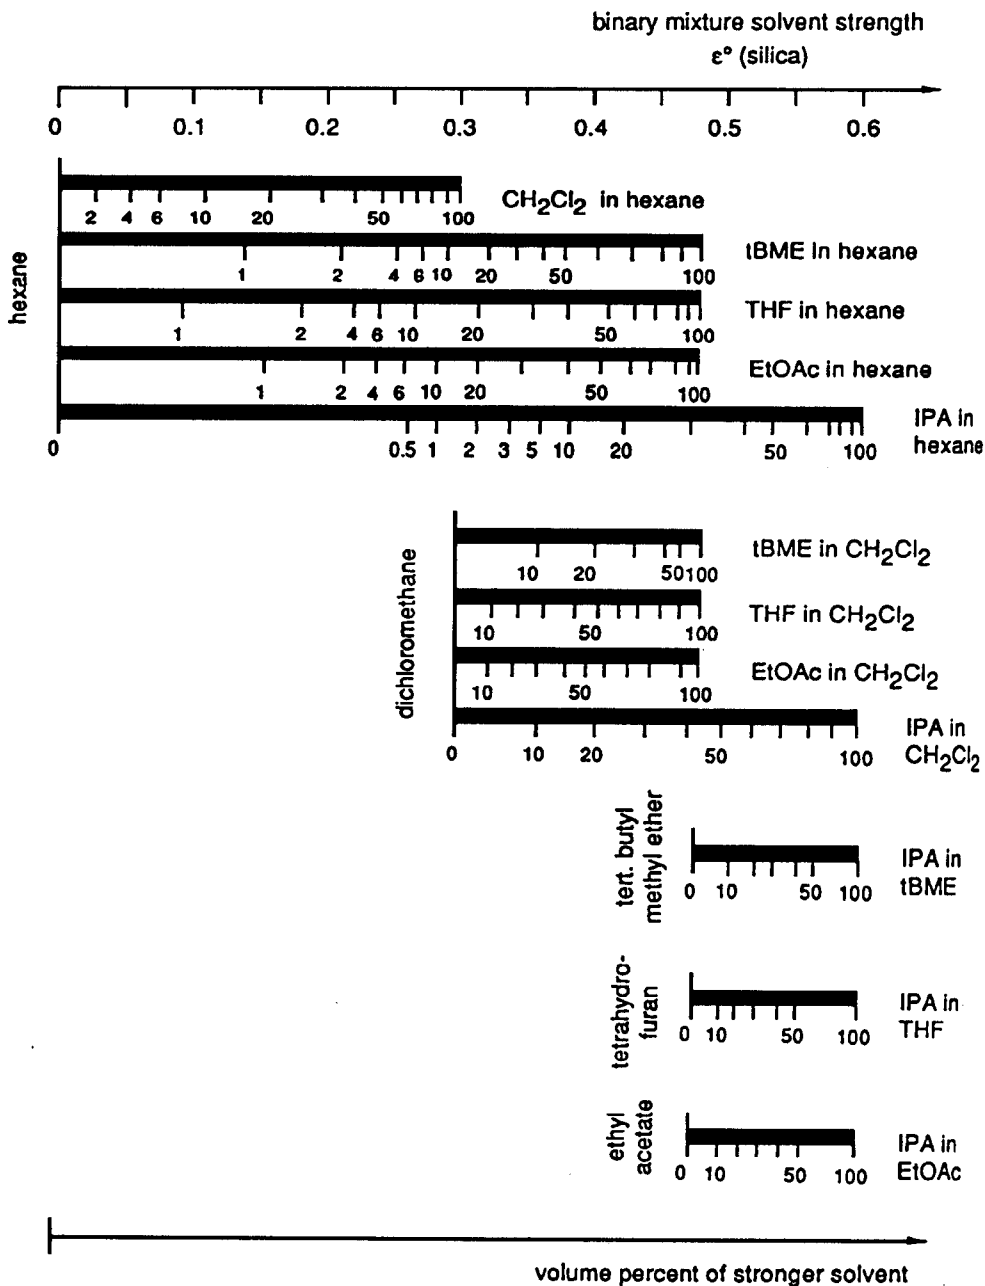 binary mixture solvent strength
ε° (silica)
0 0.1 0.2 0.3 0.4 0.5 0.6
hexane
2 4 6 10 20 50 100
CH2Cl2 in hexane
1 2 4 6 10 20 50 100
tBME in hexane
1 2 4 6 10 20 50 100
THF in hexane
1 2 4 6 10 20 50 100
EtOAc in hexane
0 0.5 1 2 3 5 10 20 50 100
IPA in
hexane
dichloromethane
10 20 50 100
tBME in CH2Cl2
10 50 100
THF in CH2Cl2
10 50 100
EtOAc in CH2Cl2
0 10 20 50 100
IPA in
CH2Cl2
tert. butyl
methyl ether
0 10 50 100
IPA in
tBME
tetrahydro-
furan
0 10 50 100
IPA in
THF
ethyl
acetate
0 10 50 100
IPA in
EtOAc
volume percent of stronger solvent